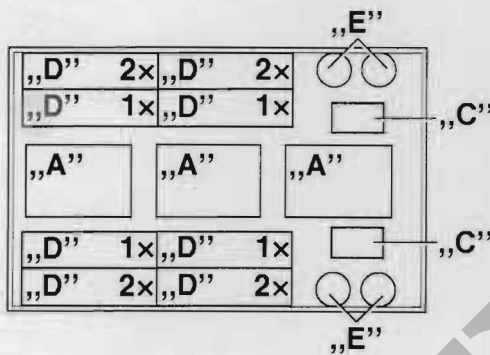 „E”
„D” 2× „D” 2×
„D” 1× „D” 1×
„C”
„A” „A” „A”
„D” 1× „D” 1×
„C”
„D” 2× „D” 2×
„E”